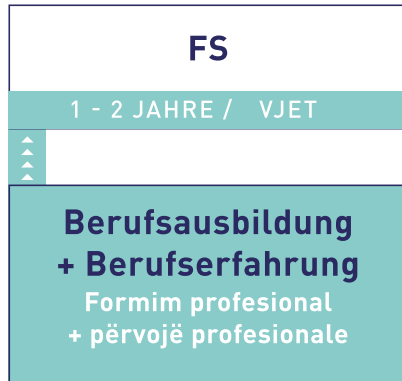 FS
1 - 2 JAHRE / VJET
Berufsausbildung
+ Berufserfahrung
Formim profesional
+ përvojë profesionale